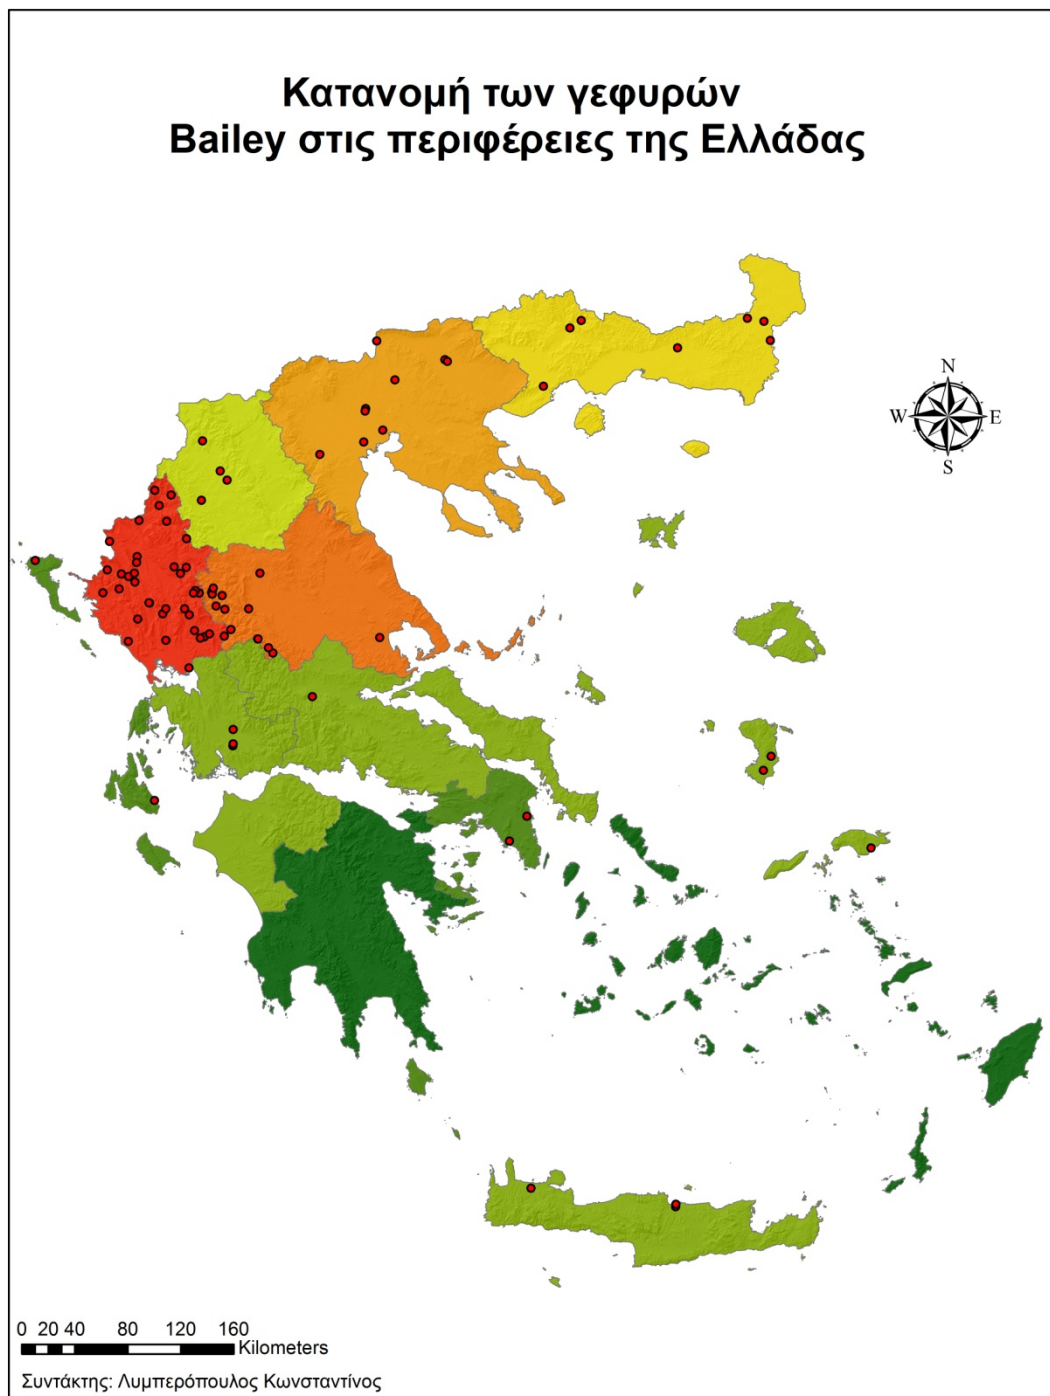 Κατανομή των γεφυρών
Bailey στις περιφέρειες της Ελλάδας
N
W E
S
0 20 40 80 120 160
Kilometers
Συντάκτης: Λυμπερόπουλος Κωνσταντίνος